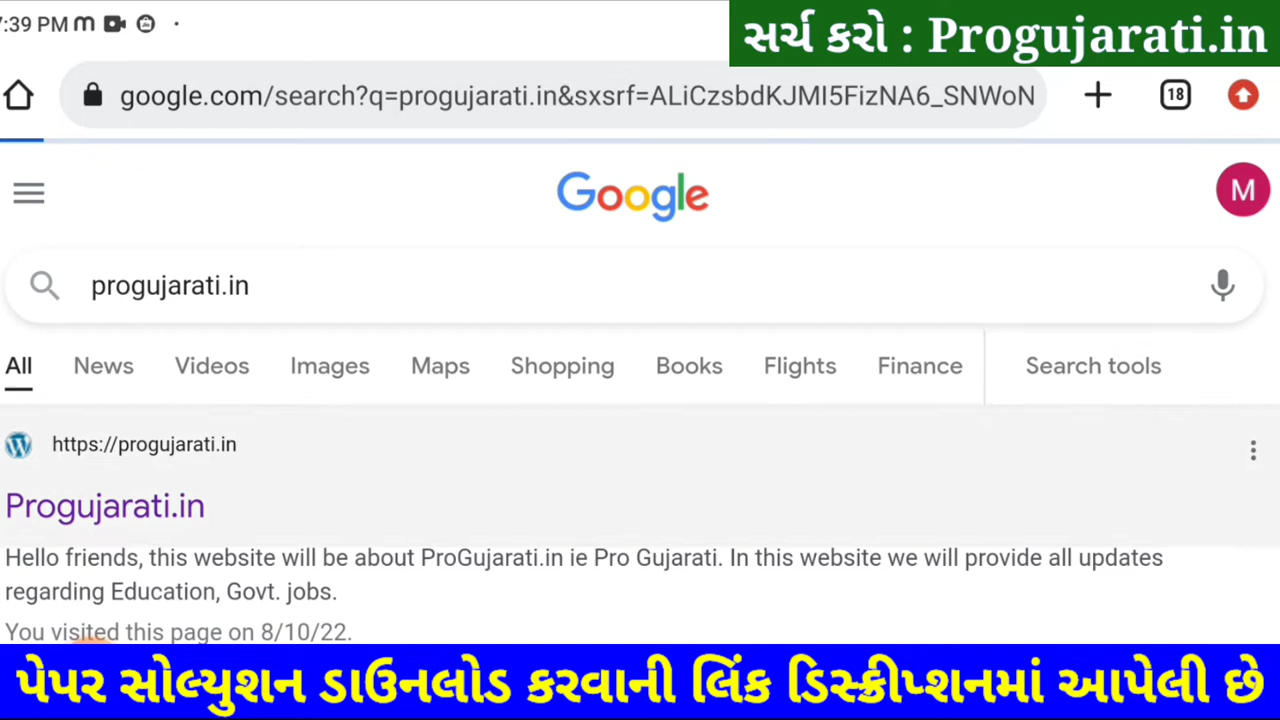 :39 PM
સર્ચ કરો : Progujarati.in
google.com/search?q=progujarati.in&sxsrf=ALiCzsbdKJMI5FizNA6_SNWoN
18
Google
M
progujarati.in
All News Videos Images Maps Shopping Books Flights Finance Search tools
https://progujarati.in
Progujarati.in
Hello friends, this website will be about ProGujarati.in ie Pro Gujarati. In this website we will provide all updates
regarding Education, Govt. jobs.
You visited this page on 8/10/22.
પેપર સોલ્યુશન ડાઉનલોડ કરવાની લિંક ડિસ્ક્રીપ્શનમાં આપેલી છે